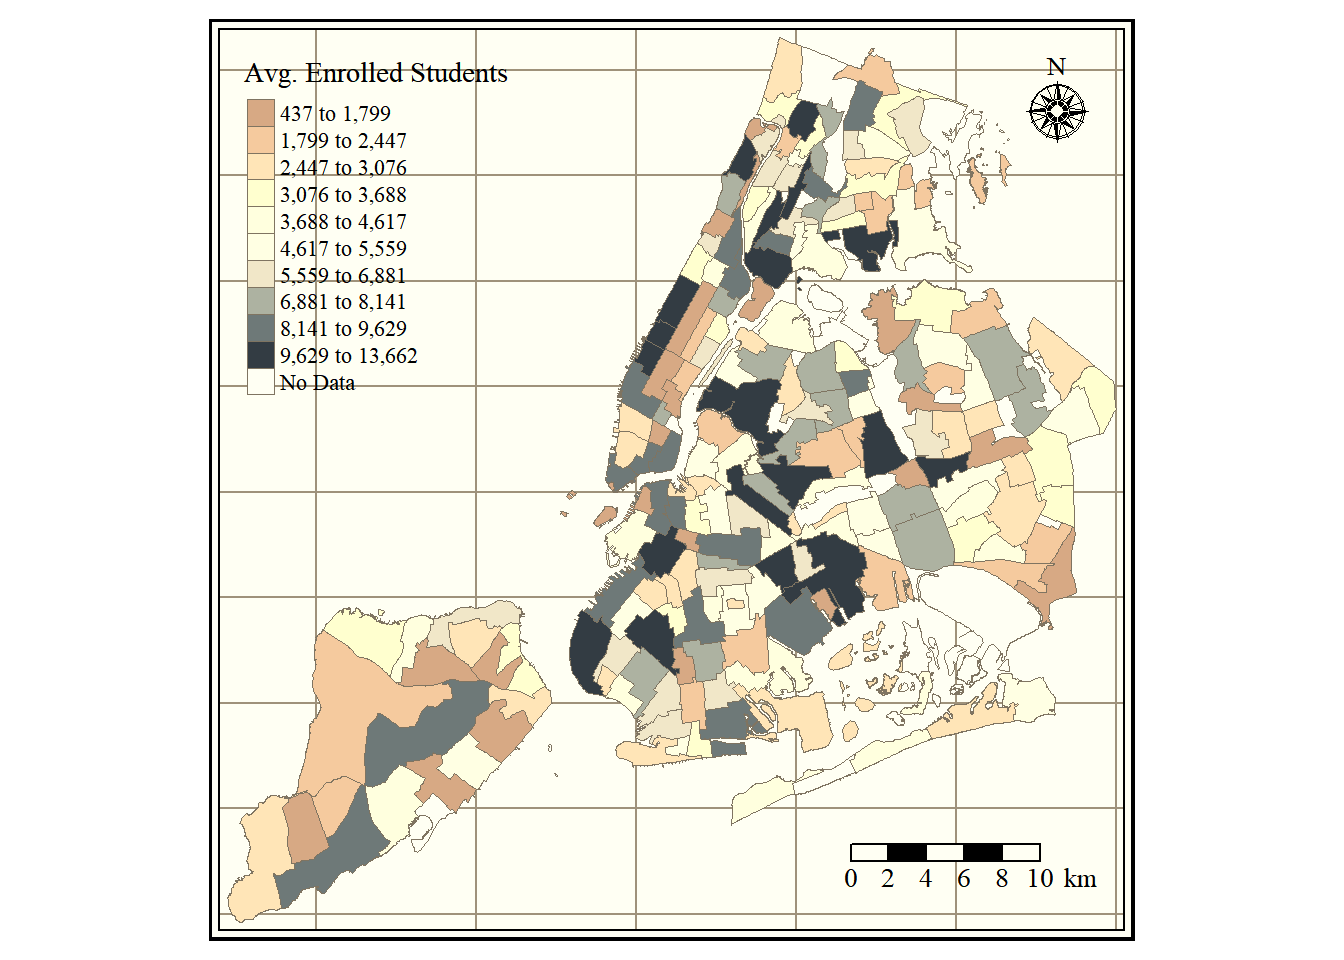 Avg. Enrolled Students
437 to 1,799
1,799 to 2,447
2,447 to 3,076
3,076 to 3,688
3,688 to 4,617
4,617 to 5,559
5,559 to 6,881
6,881 to 8,141
8,141 to 9,629
9,629 to 13,662
No Data
N
0 2 4 6 8 10 km